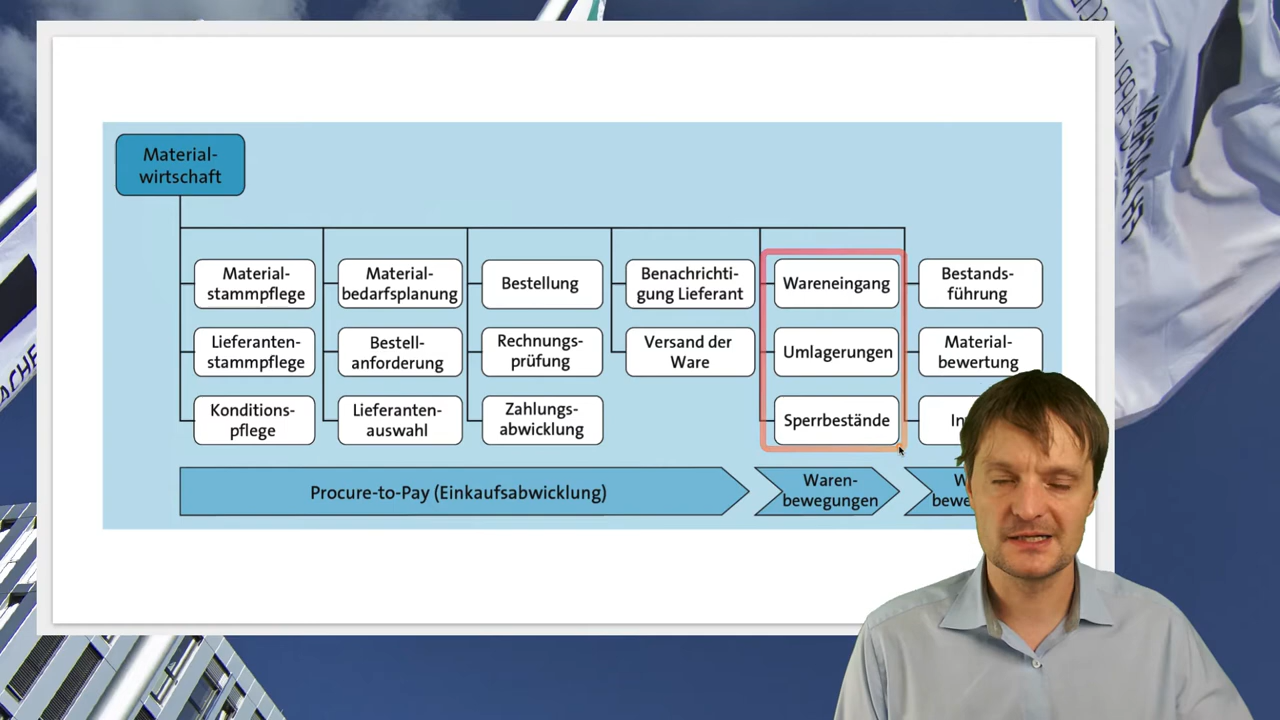 Material-
wirtschaft
Material-
stammpflege
Material-
bedarfsplanung
Bestellung
Benachrichti-
gung Lieferant
Wareneingang
Bestands-
führung
Lieferanten-
stammpflege
Bestell-
anforderung
Rechnungs-
prüfung
Versand der
Ware
Umlagerungen
Material-
bewertung
Konditions-
pflege
Lieferanten-
auswahl
Zahlungs-
abwicklung
Sperrbestände
Procure-to-Pay (Einkaufsabwicklung)
Waren-
bewegungen